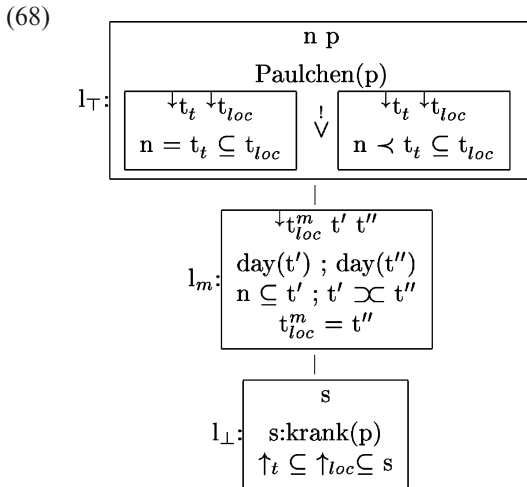 (68)
n p
Paulchen(p)
l⊤:
↓t_t ↓t_loc
n = t_t ⊆ t_loc
!
∨
↓t_t ↓t_loc
n ≺ t_t ⊆ t_loc
↓t^m_loc t′ t″
l_m:
day(t′) ; day(t″)
n ⊆ t′ ; t′ ⊃⊂ t″
t^m_loc = t″
s
l⊥:
s:krank(p)
↑_t ⊆ ↑_loc ⊆ s